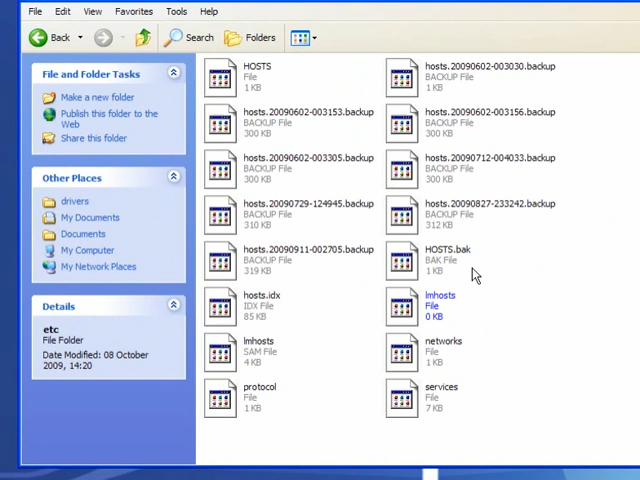 File Edit View Favorites Tools Help
Back Search Folders
File and Folder Tasks
Make a new folder
Publish this folder to the
Web
Share this folder
Other Places
drivers
My Documents
Documents
My Computer
My Network Places
Details
etc
File Folder
Date Modified: 08 October
2009, 14:20
HOSTS
File
1 KB
hosts.20090602-003030.backup
BACKUP File
1 KB
hosts.20090602-003153.backup
BACKUP File
300 KB
hosts.20090602-003156.backup
BACKUP File
300 KB
hosts.20090602-003305.backup
BACKUP File
300 KB
hosts.20090712-004033.backup
BACKUP File
300 KB
hosts.20090729-124945.backup
BACKUP File
310 KB
hosts.20090827-233242.backup
BACKUP File
312 KB
hosts.20090911-002705.backup
BACKUP File
319 KB
HOSTS.bak
BAK File
1 KB
hosts.idx
IDX File
85 KB
lmhosts
File
0 KB
lmhosts
SAM File
4 KB
networks
File
1 KB
protocol
File
1 KB
services
File
7 KB